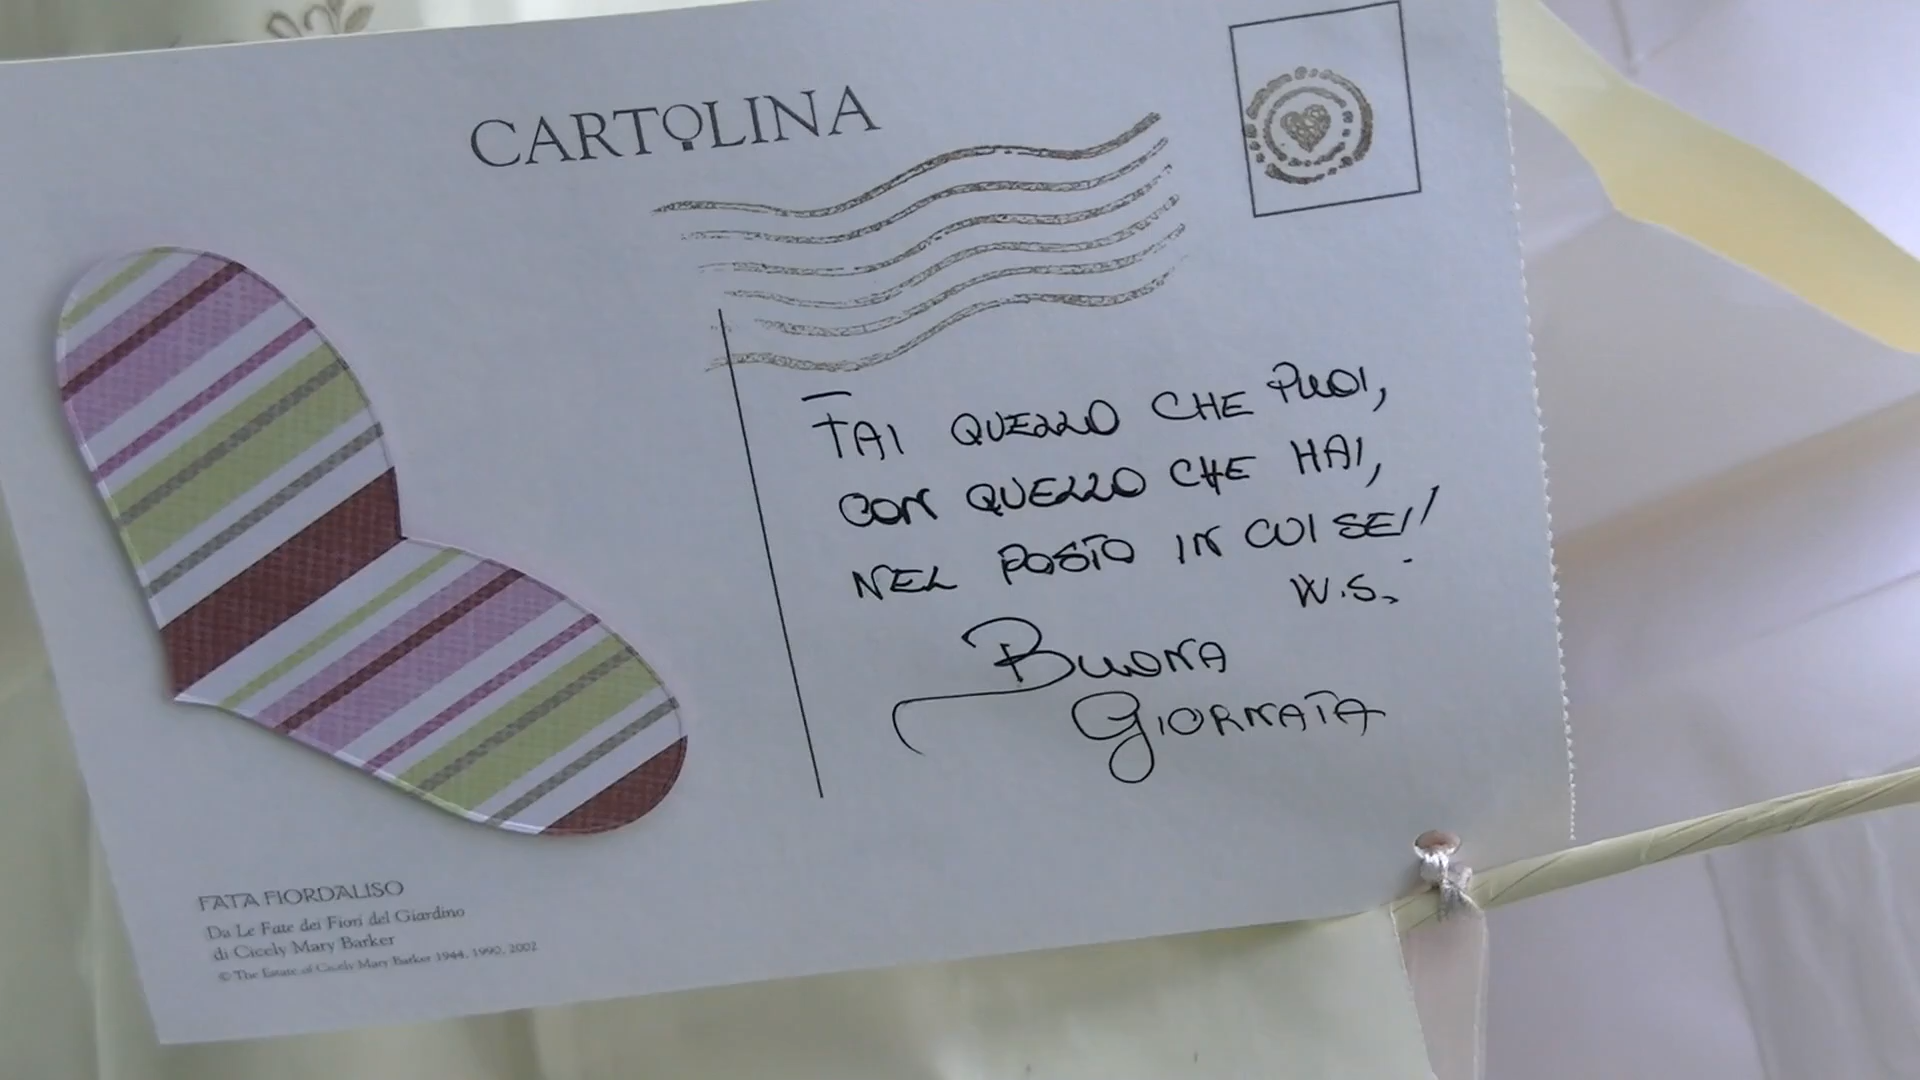 CARTOLINA
FAI QUELLO CHE PUOI,
CON QUELLO CHE HAI,
NEL POSTO IN CUI SEI!
W.S.
BUONA
GIORNATA
FATA FIORDALISO
Da Le Fate dei Fiori del Giardino
di Cicely Mary Barker
© The Estate of Cicely Mary Barker 1944, 1990, 2002